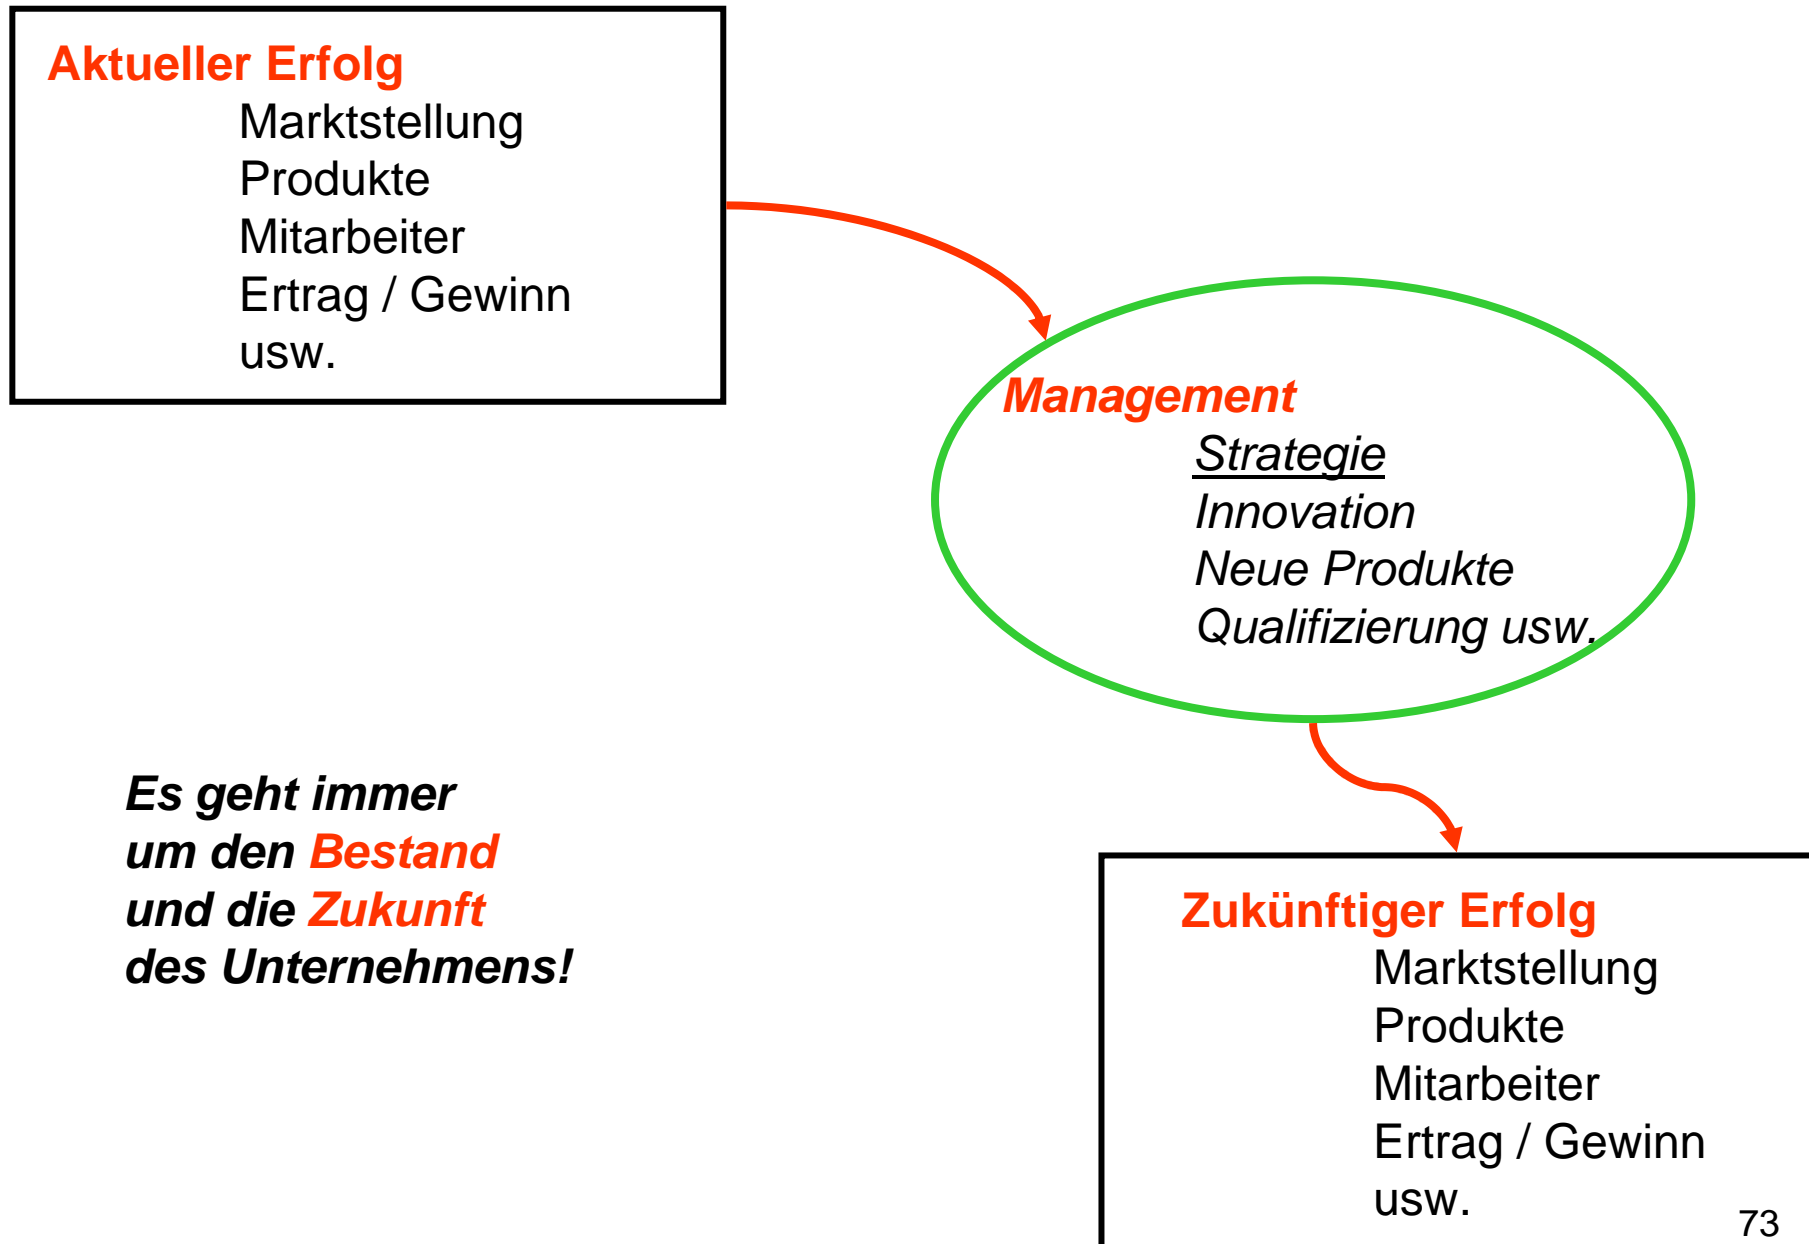 Aktueller Erfolg
Marktstellung
Produkte
Mitarbeiter
Ertrag / Gewinn
usw.
Management
Strategie
Innovation
Neue Produkte
Qualifizierung usw.
Es geht immer
um den Bestand
und die Zukunft
des Unternehmens!
Zukünftiger Erfolg
Marktstellung
Produkte
Mitarbeiter
Ertrag / Gewinn
usw.
73